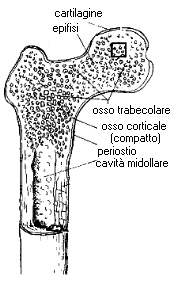 cartilagine
epifisi
osso trabecolare
osso corticale
(compatto)
periostio
cavità midollare